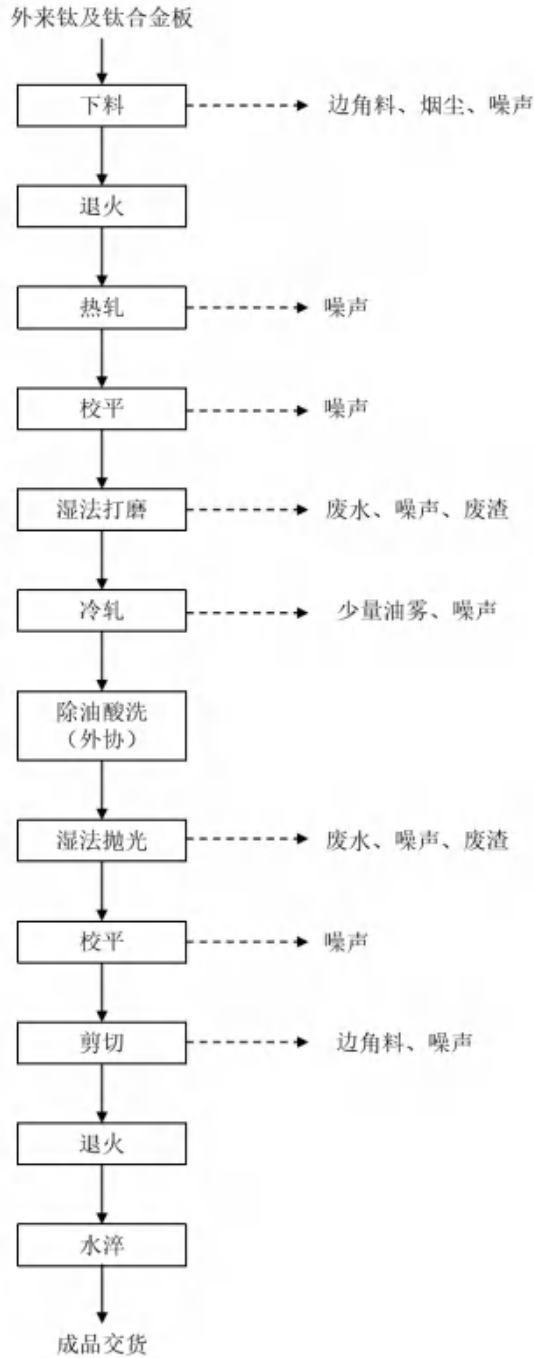 外来钛及钛合金板
下料
边角料、烟尘、噪声
退火
热轧
噪声
校平
噪声
湿法打磨
废水、噪声、废渣
冷轧
少量油雾、噪声
除油酸洗
（外协）
湿法抛光
废水、噪声、废渣
校平
噪声
剪切
边角料、噪声
退火
水淬
成品交货